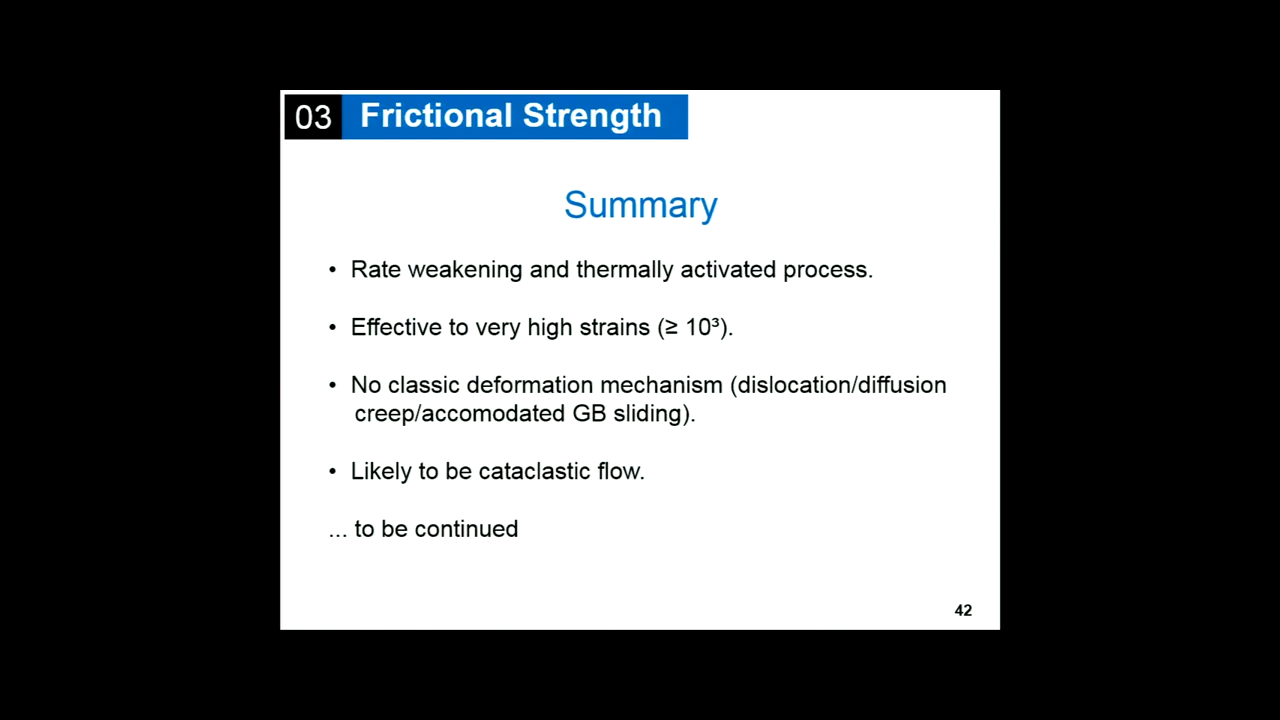 03 Frictional Strength
Summary
• Rate weakening and thermally activated process.
• Effective to very high strains (≥ 10³).
• No classic deformation mechanism (dislocation/diffusion
creep/accomodated GB sliding).
• Likely to be cataclastic flow.
... to be continued
42